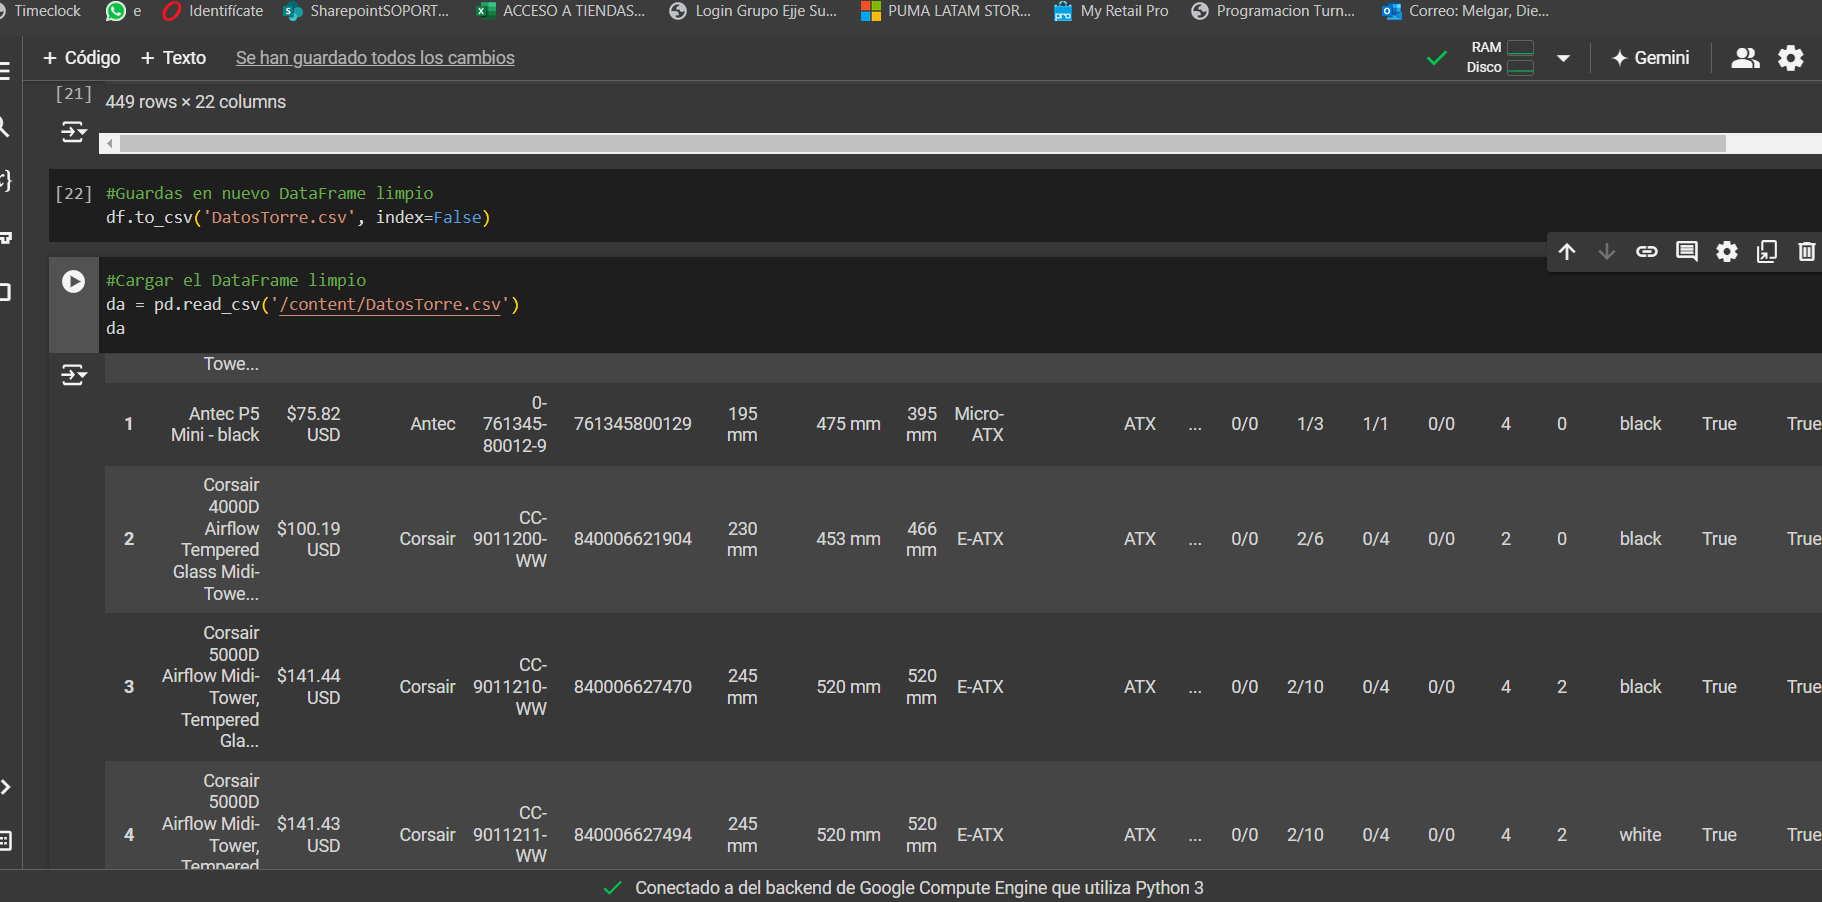 Timeclock e Identifícate SharepointSOPORT... ACCESO A TIENDAS... Login Grupo Ejje Su... PUMA LATAM STOR... My Retail Pro Programacion Turn... Correo: Melgar, Die...
+ Código + Texto Se han guardado todos los cambios RAM Disco Gemini
[21] 449 rows × 22 columns
[22] #Guardas en nuevo DataFrame limpio
df.to_csv('DatosTorre.csv', index=False)
#Cargar el DataFrame limpio
da = pd.read_csv('/content/DatosTorre.csv')
da
Towe...
1 Antec P5 Mini - black $75.82 USD Antec 0-761345-80012-9 761345800129 195 mm 475 mm 395 mm Micro-ATX ATX ... 0/0 1/3 1/1 0/0 4 0 black True True
2 Corsair 4000D Airflow Tempered Glass Midi-Towe... $100.19 USD Corsair CC-9011200-WW 840006621904 230 mm 453 mm 466 mm E-ATX ATX ... 0/0 2/6 0/4 0/0 2 0 black True True
3 Corsair 5000D Airflow Midi-Tower, Tempered Gla... $141.44 USD Corsair CC-9011210-WW 840006627470 245 mm 520 mm 520 mm E-ATX ATX ... 0/0 2/10 0/4 0/0 4 2 black True True
4 Corsair 5000D Airflow Midi-Tower, Tempered $141.43 USD Corsair CC-9011211-WW 840006627494 245 mm 520 mm 520 mm E-ATX ATX ... 0/0 2/10 0/4 0/0 4 2 white True True
Conectado a del backend de Google Compute Engine que utiliza Python 3